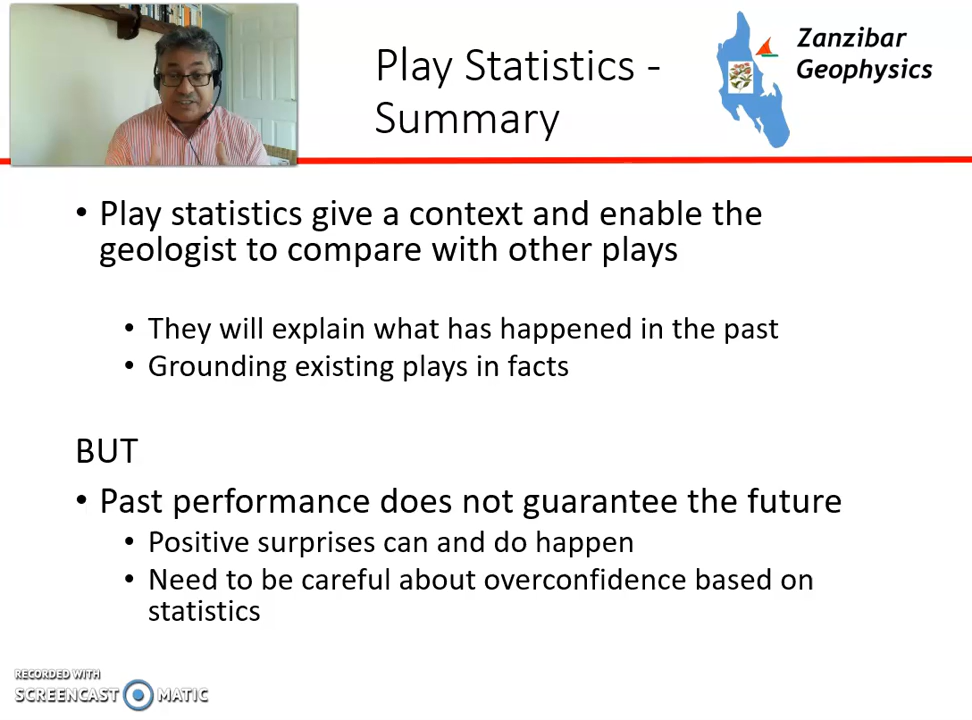 Play Statistics -
Summary
Zanzibar
Geophysics
• Play statistics give a context and enable the
geologist to compare with other plays
• They will explain what has happened in the past
• Grounding existing plays in facts
BUT
• Past performance does not guarantee the future
• Positive surprises can and do happen
• Need to be careful about overconfidence based on
statistics
RECORDED WITH
SCREENCAST MATIC